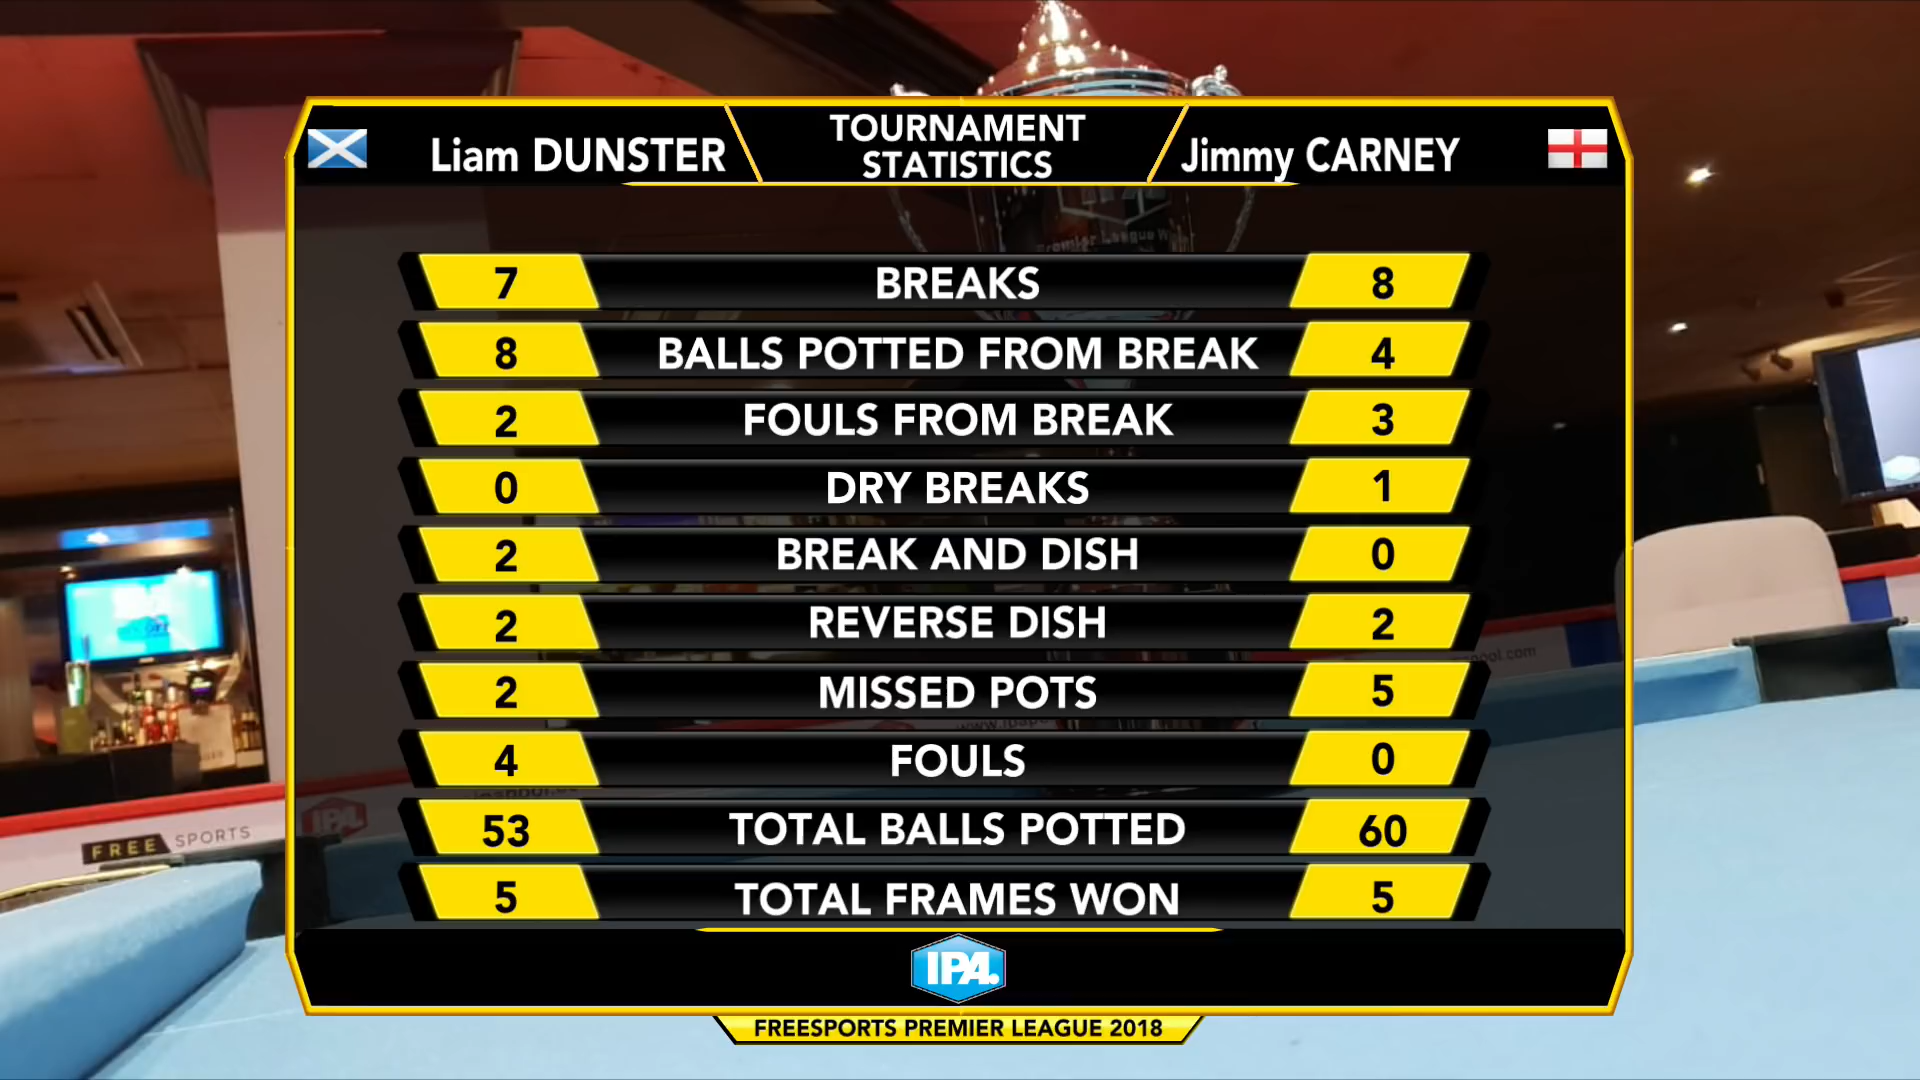 Liam DUNSTER
TOURNAMENT
STATISTICS
Jimmy CARNEY
7 BREAKS 8
8 BALLS POTTED FROM BREAK 4
2 FOULS FROM BREAK 3
0 DRY BREAKS 1
2 BREAK AND DISH 0
2 REVERSE DISH 2
2 MISSED POTS 5
4 FOULS 0
53 TOTAL BALLS POTTED 60
5 TOTAL FRAMES WON 5
IPA.
FREESPORTS PREMIER LEAGUE 2018
Premier League
FREE SPORTS
IPA